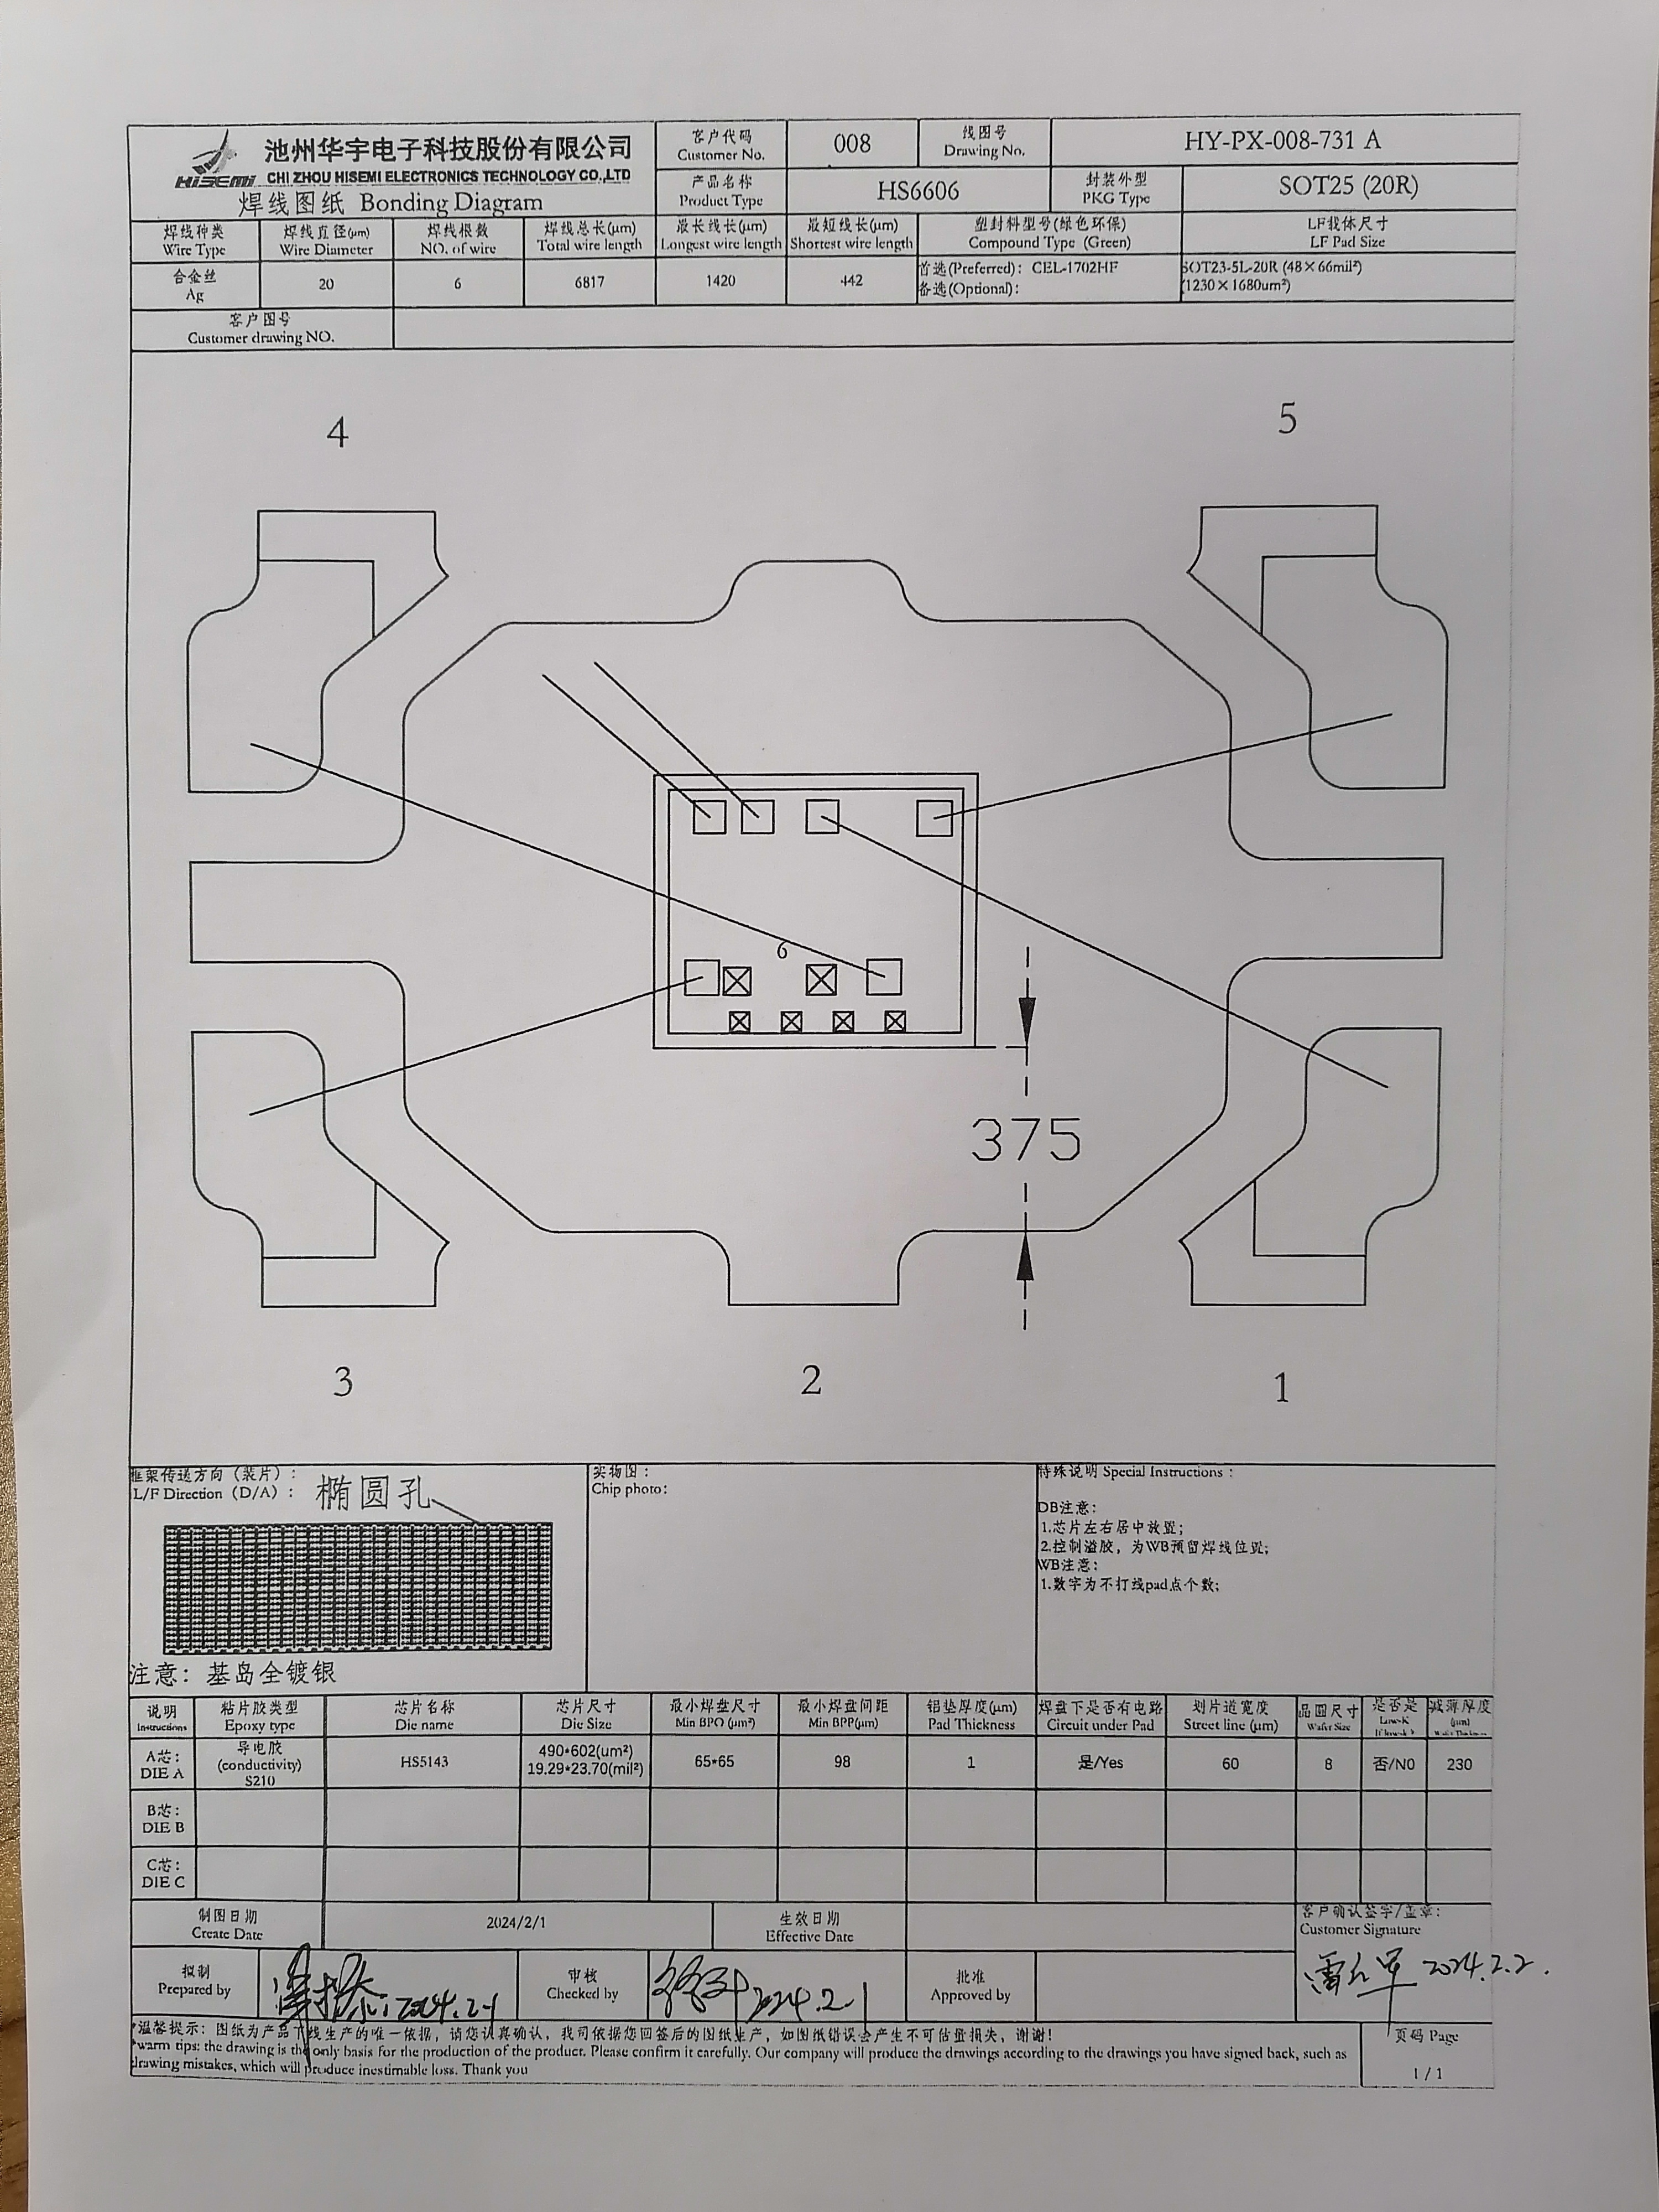 HISEMI
池州华宇电子科技股份有限公司
CHI ZHOU HISEMI ELECTRONICS TECHNOLOGY CO.,LTD
焊线图纸 Bonding Diagram
客户代码
Customer No.
008
线图号
Drawing No.
HY-PX-008-731 A
产品名称
Product Type
HS6606
封装外型
PKG Type
SOT25 (20R)
焊线种类
Wire Type
焊线直径(μm)
Wire Diameter
焊线根数
NO. of wire
焊线总长(μm)
Total wire length
最长线长(μm)
Longest wire length
最短线长(μm)
Shortest wire length
塑封料型号(绿色环保)
Compound Type (Green)
LF载体尺寸
LF Pad Size
合金丝
Ag
20
6
6817
1420
442
首选(Preferred): CEL-1702HF
备选(Optional):
SOT23-5L-20R (48×66mil²)
(1230×1680um²)
客户图号
Customer drawing NO.
4
5
6
375
3
2
1
框架传送方向(装片):
L/F Direction (D/A):
椭圆孔
注意: 基岛全镀银
实物图:
Chip photo:
特殊说明 Special Instructions:
DB注意:
1.芯片左右居中放置;
2.控制溢胶, 为WB预留焊线位置;
WB注意:
1.数字为不打线pad点个数;
说明
Instructions
粘片胶类型
Epoxy type
芯片名称
Die name
芯片尺寸
Die Size
最小焊盘尺寸
Min BPO (μm²)
最小焊盘间距
Min BPP(μm)
铝垫厚度(μm)
Pad Thickness
焊盘下是否有电路
Circuit under Pad
划片道宽度
Street line (μm)
晶圆尺寸
Wafer Size
是否是
Low-K
减薄厚度
(μm)
A芯:
DIE A
导电胶
(conductivity)
S210
HS5143
490*602(um²)
19.29*23.70(mil²)
65*65
98
1
是/Yes
60
8
否/NO
230
B芯:
DIE B
C芯:
DIE C
制图日期
Create Date
2024/2/1
生效日期
Effective Date
客户确认签字/盖章:
Customer Signature
拟制
Prepared by
2024.2.1
审核
Checked by
2024.2.1
批准
Approved by
2024.2.2.
*温馨提示: 图纸为产品下线生产的唯一依据, 请您认真确认, 我司依据您回签后的图纸生产, 如图纸错误会产生不可估量损失, 谢谢!
*warm tips: the drawing is the only basis for the production of the product. Please confirm it carefully. Our company will produce the drawings according to the drawings you have signed back, such as
drawing mistakes, which will produce inestimable loss. Thank you
页码 Page
1 / 1